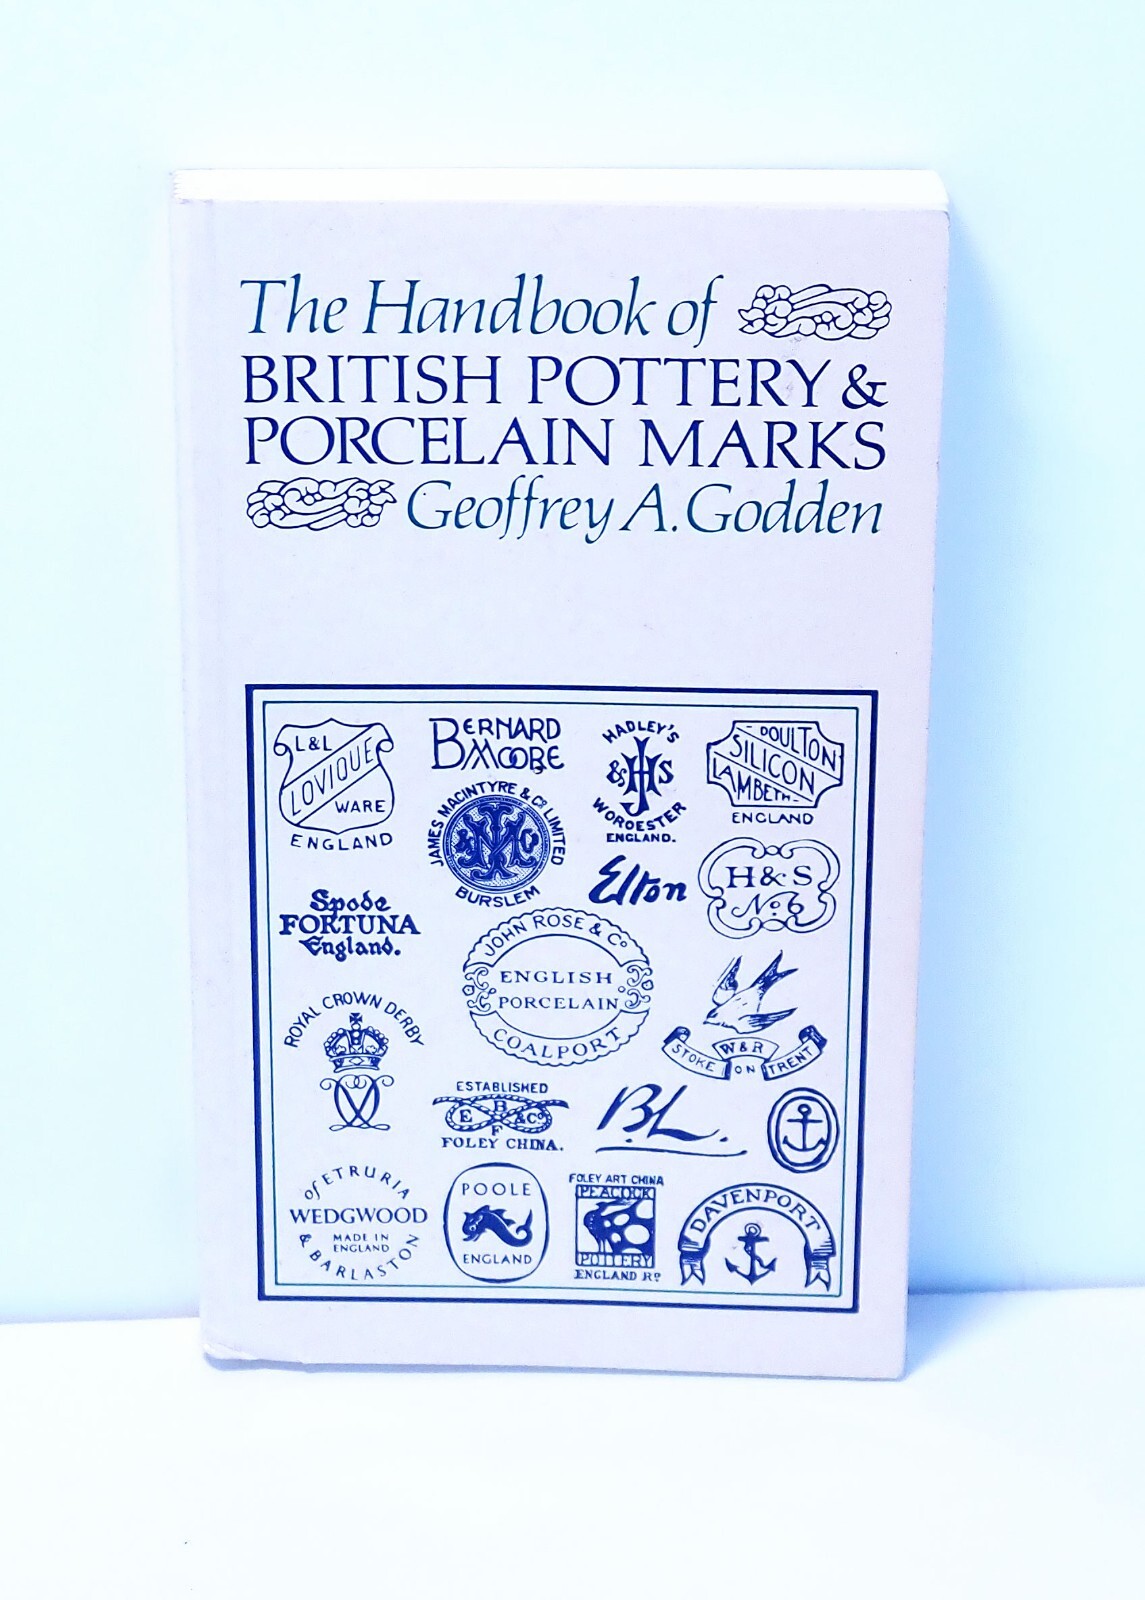 The Handbook of
BRITISH POTTERY &
PORCELAIN MARKS
Geoffrey A. Godden
L&L
LOVIQUE
WARE
ENGLAND
BERNARD
MOORE
HADLEY'S
&HS
WORCESTER
ENGLAND.
DOULTON
SILICON
LAMBETH
ENGLAND
JAMES MACINTYRE & Co LIMITED
BURSLEM
Elton
H & S
No. 6
Spode
FORTUNA
England.
JOHN ROSE & Co
ENGLISH
PORCELAIN
COALPORT
ROYAL CROWN DERBY
W & R
STOKE ON TRENT
ESTABLISHED
B
E &Co
F
FOLEY CHINA.
B.L.
of ETRURIA
WEDGWOOD
MADE IN
ENGLAND
& BARLASTON
POOLE
ENGLAND
FOLEY ART CHINA
PEACOCK
POTTERY
ENGLAND Rd
DAVENPORT